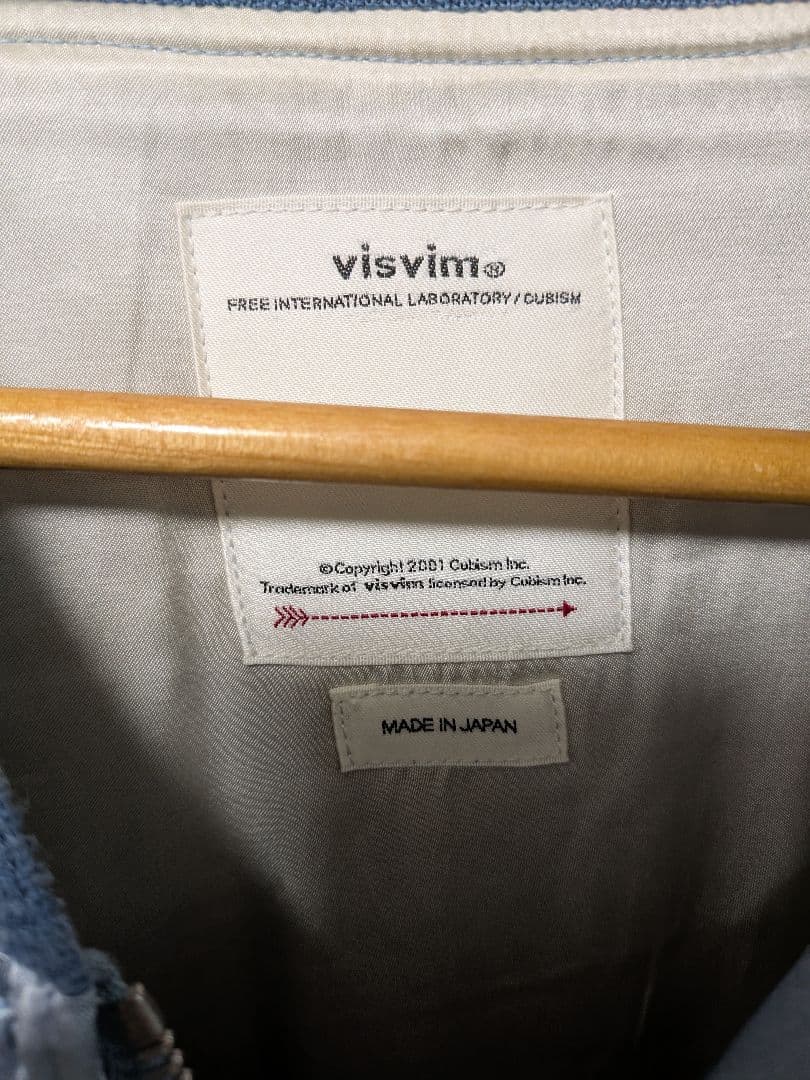 visvim®
FREE INTERNATIONAL LABORATORY / CUBISM
©Copyright 2001 Cubism Inc.
Trademark of visvim licensed by Cubism Inc.
MADE IN JAPAN